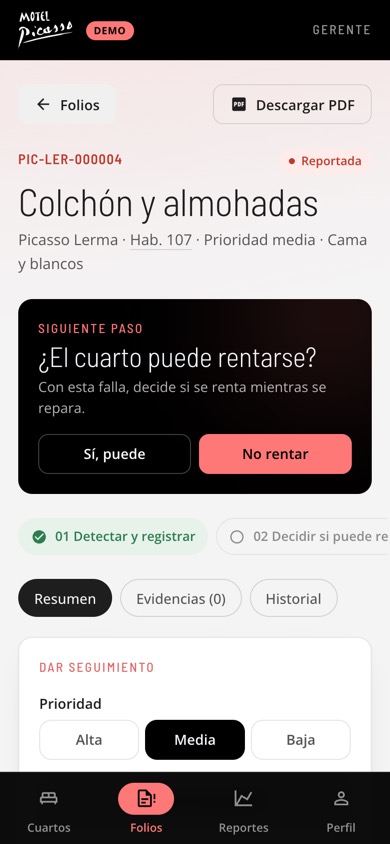 MOTEL
Picasso
DEMO
GERENTE
Folios
Descargar PDF
PIC-LER-000004
Reportada
Colchón y almohadas
Picasso Lerma · Hab. 107 · Prioridad media · Cama
y blancos
SIGUIENTE PASO
¿El cuarto puede rentarse?
Con esta falla, decide si se renta mientras se
repara.
Sí, puede
No rentar
01 Detectar y registrar
02 Decidir si puede re
Resumen
Evidencias (0)
Historial
DAR SEGUIMIENTO
Prioridad
Alta
Media
Baja
Cuartos
Folios
Reportes
Perfil